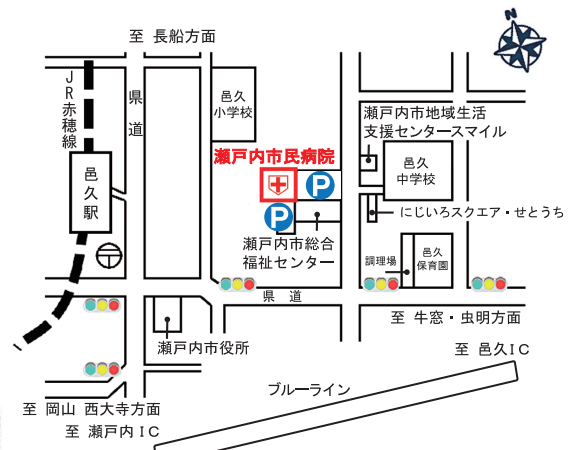 N
至 長船方面
JR赤穂線
県道
邑久
小学校
瀬戸内市地域生活
支援センタースマイル
瀬戸内市民病院
P
邑久
中学校
邑久駅
P
にじいろスクエア・せとうち
瀬戸内市総合
福祉センター
調理場
邑久
保育園
県 道
至 牛窓・虫明方面
瀬戸内市役所
至 邑久IC
ブルーライン
至 岡山 西大寺方面
至 瀬戸内IC